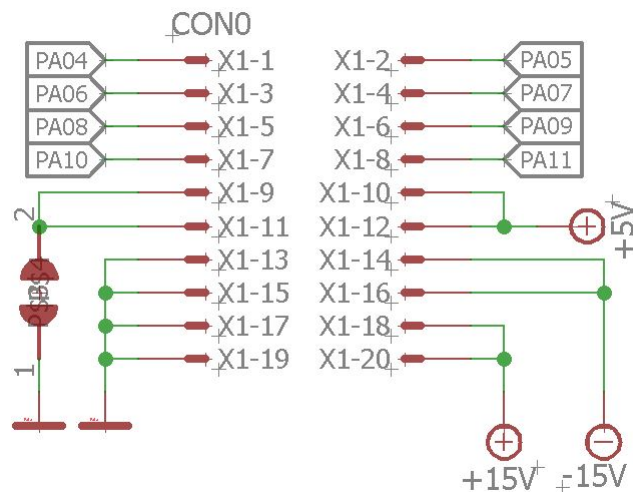 CON0
PA04 X1-1 X1-2 PA05
PA06 X1-3 X1-4 PA07
PA08 X1-5 X1-6 PA09
PA10 X1-7 X1-8 PA11
X1-9 X1-10
2 X1-11 X1-12 +5V
X1-13 X1-14
X1-15 X1-16
X1-17 X1-18
1 X1-19 X1-20
+15V -15V